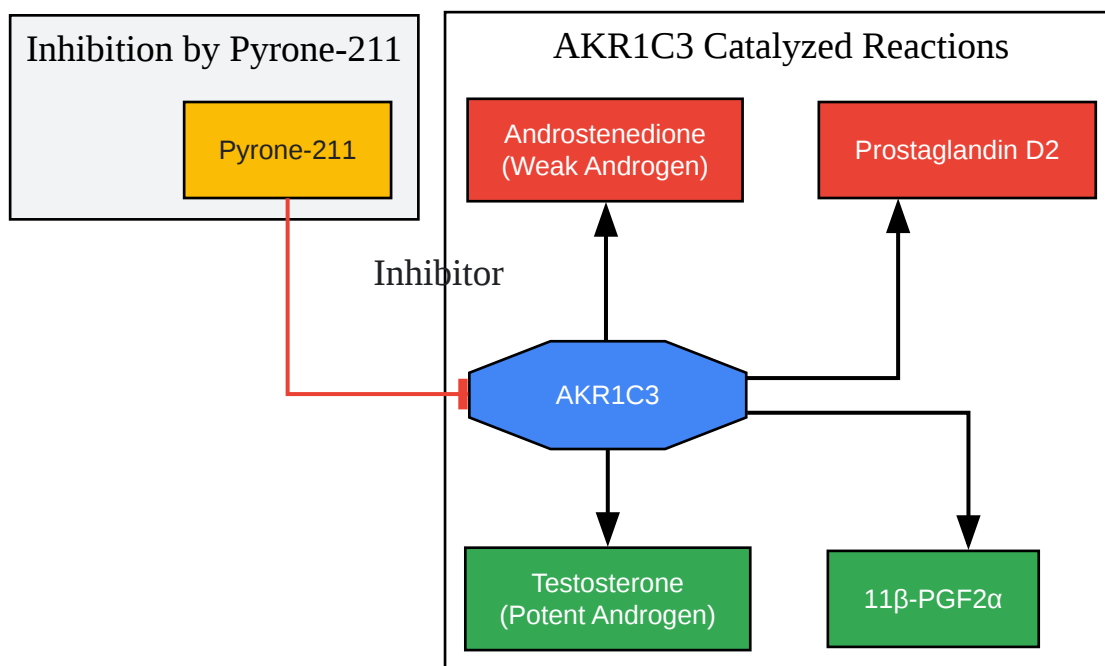 Inhibition by Pyrone-211
Pyrone-211
Inhibitor
AKR1C3 Catalyzed Reactions
Androstenedione
(Weak Androgen)
Prostaglandin D2
AKR1C3
Testosterone
(Potent Androgen)
11β-PGF2α